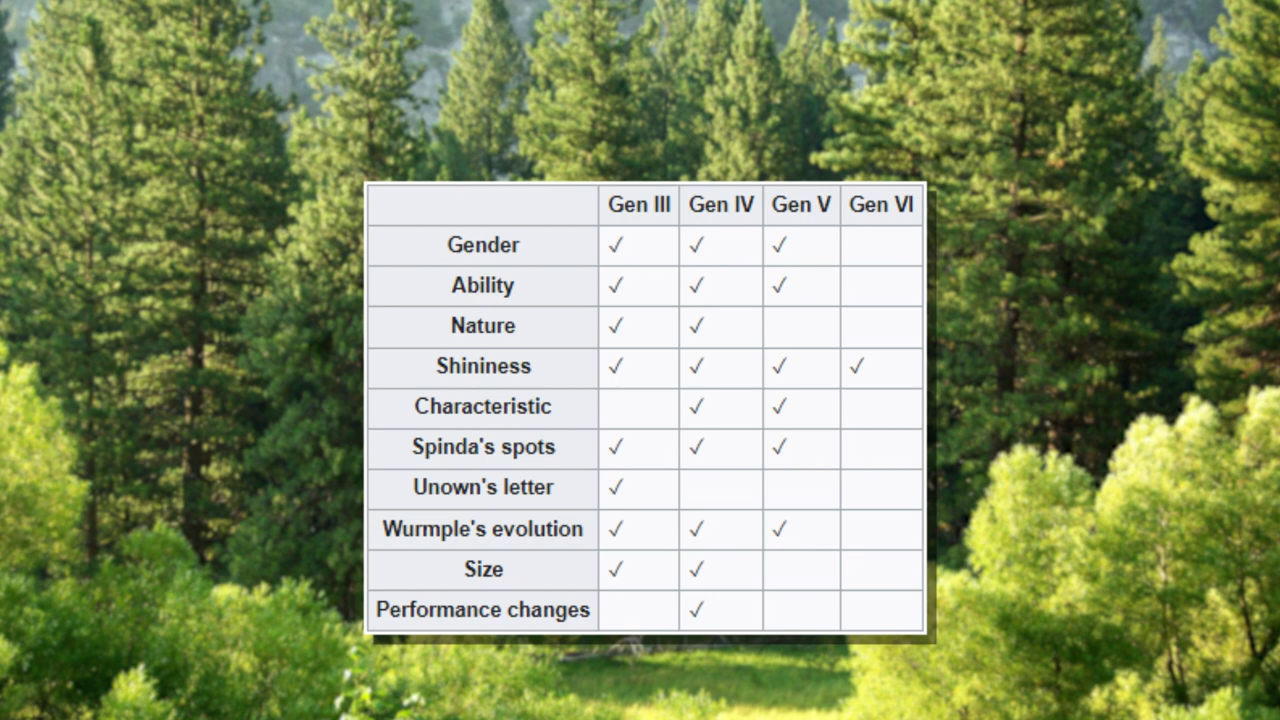 Gen III Gen IV Gen V Gen VI
Gender ✓ ✓ ✓
Ability ✓ ✓ ✓
Nature ✓ ✓
Shininess ✓ ✓ ✓ ✓
Characteristic ✓ ✓
Spinda's spots ✓ ✓ ✓
Unown's letter ✓
Wurmple's evolution ✓ ✓ ✓
Size ✓ ✓
Performance changes ✓